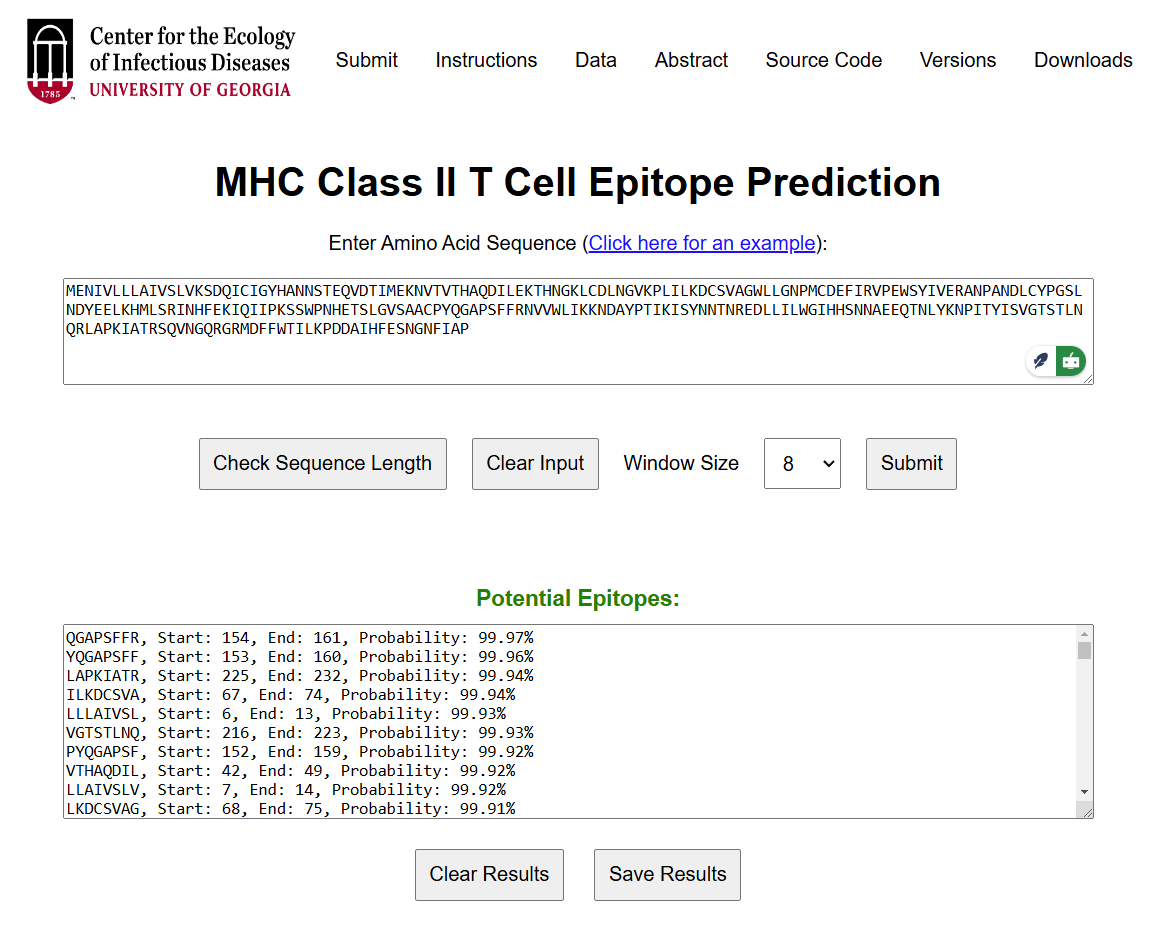 Center for the Ecology
of Infectious Diseases
UNIVERSITY OF GEORGIA
1785
Submit Instructions Data Abstract Source Code Versions Downloads
MHC Class II T Cell Epitope Prediction
Enter Amino Acid Sequence (Click here for an example):
MENIVLLLAIVSLVKSDQICIGYHANNSTEQVDTIMEKNVTVTHAQDILEKTHNGKLCDLNGVKPLILKDCSVAGWLLGNPMCDEFIRVPEWSYIVERANPANDLCYPGSL
NDYEELKHMLSRINHFEKIQIIPKSSWPNHETSLGVSAACPYQGAPSFFRNVVWLIKKNDAYPTIKISYNNTNREDLLILWGIHHSNNAEEQTNLYKNPITYISVGTSTLN
QRLAPKIATRSQVNGQRGRMDFFWTILKPDDAIHFESNGNFIAP
Check Sequence Length Clear Input Window Size 8 Submit
Potential Epitopes:
QGAPSFFR, Start: 154, End: 161, Probability: 99.97%
YQGAPSFF, Start: 153, End: 160, Probability: 99.96%
LAPKIATR, Start: 225, End: 232, Probability: 99.94%
ILKDCSVA, Start: 67, End: 74, Probability: 99.94%
LLLAIVSL, Start: 6, End: 13, Probability: 99.93%
VGTSTLNQ, Start: 216, End: 223, Probability: 99.93%
PYQGAPSF, Start: 152, End: 159, Probability: 99.92%
VTHAQDIL, Start: 42, End: 49, Probability: 99.92%
LLAIVSLV, Start: 7, End: 14, Probability: 99.92%
LKDCSVAG, Start: 68, End: 75, Probability: 99.91%
Clear Results Save Results